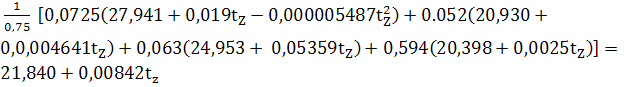 1/0,75 [0,0725(27,941 + 0,019t_Z − 0,000005487t_Z^2) + 0.052(20,930 +
0,0,004641t_Z) + 0,063(24,953 + 0,05359t_Z) + 0,594(20,398 + 0,0025t_Z)] =
21,840 + 0,00842t_z